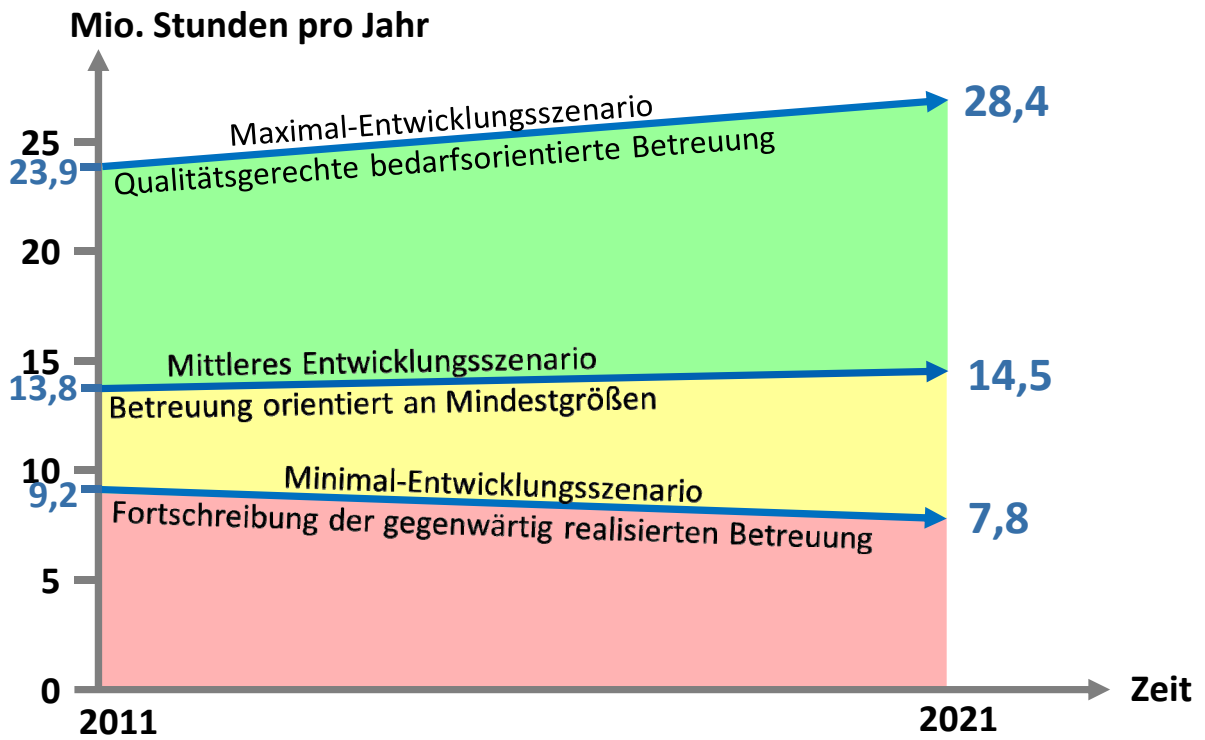 Mio. Stunden pro Jahr
Maximal-Entwicklungsszenario
28,4
25
23,9
Qualitätsgerechte bedarfsorientierte Betreuung
20
Mittleres Entwicklungsszenario
15
13,8
14,5
Betreuung orientiert an Mindestgrößen
Minimal-Entwicklungsszenario
10
9,2
Fortschreibung der gegenwärtig realisierten Betreuung
7,8
5
0
Zeit
2011
2021